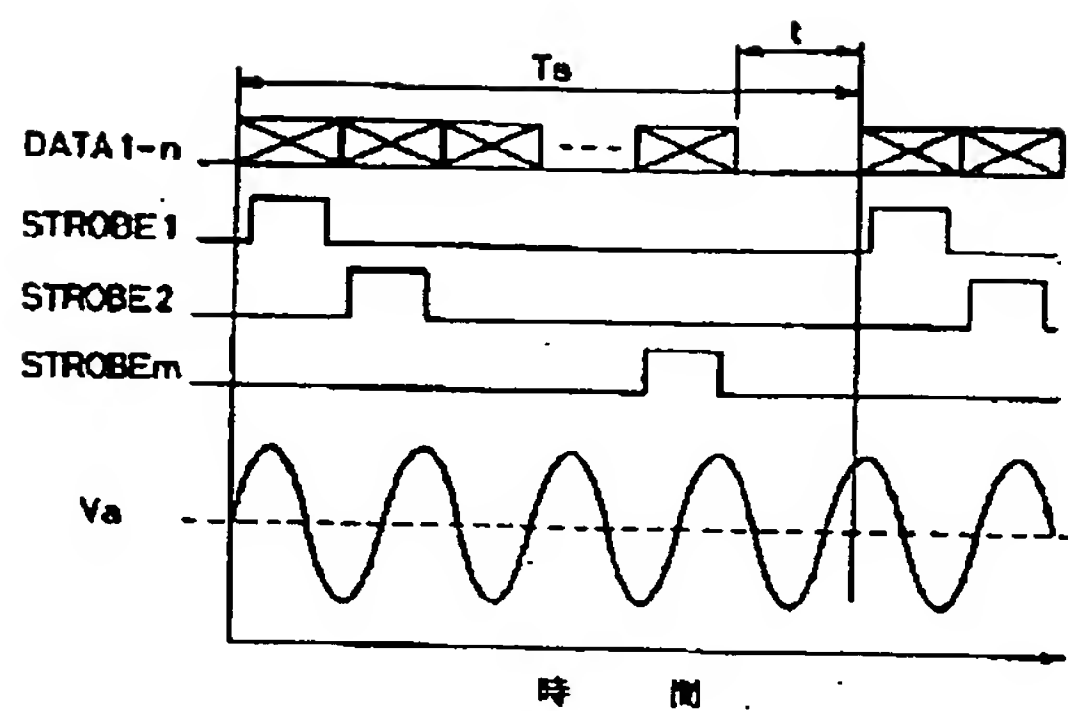 t
Ts
DATA1-n
STROBE1
STROBE2
STROBEm
Va
時 間